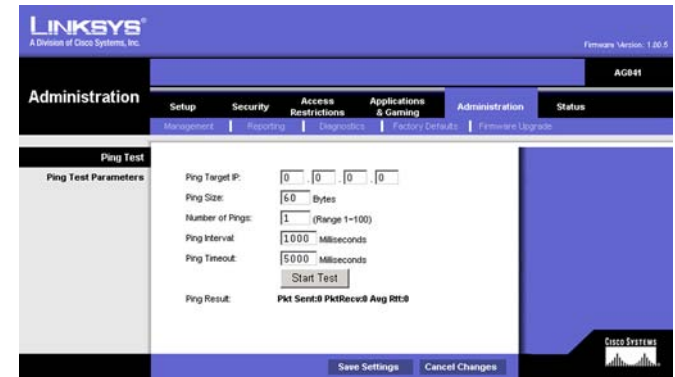 LINKSYS®
A Division of Cisco Systems, Inc.
Firmware Version: 1.00.5
AG041
Administration
Setup Security Access Restrictions Applications & Gaming Administration Status
Management Reporting Diagnostics Factory Defaults Firmware Upgrade
Ping Test
Ping Test Parameters
Ping Target IP: 0 . 0 . 0 . 0
Ping Size: 60 Bytes
Number of Pings: 1 (Range 1~100)
Ping Interval: 1000 Milliseconds
Ping Timeout: 5000 Milliseconds
Start Test
Ping Result: Pkt Sent:0 PktRecv:0 Avg Rtt:0
CISCO SYSTEMS
Save Settings Cancel Changes